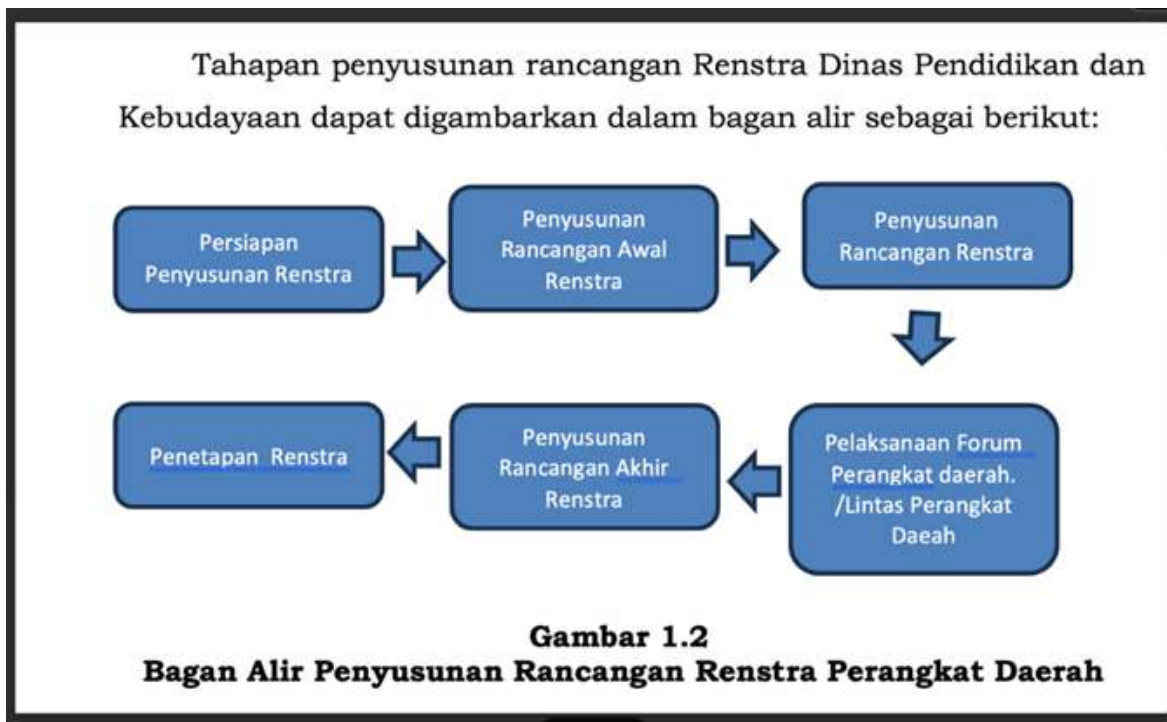 Tahapan penyusunan rancangan Renstra Dinas Pendidikan dan
Kebudayaan dapat digambarkan dalam bagan alir sebagai berikut:
Persiapan
Penyusunan Renstra
Penyusunan
Rancangan Awal
Renstra
Penyusunan
Rancangan Renstra
Pelaksanaan Forum
Perangkat daerah.
/Lintas Perangkat
Daeah
Penyusunan
Rancangan Akhir
Renstra
Penetapan Renstra
Gambar 1.2
Bagan Alir Penyusunan Rancangan Renstra Perangkat Daerah